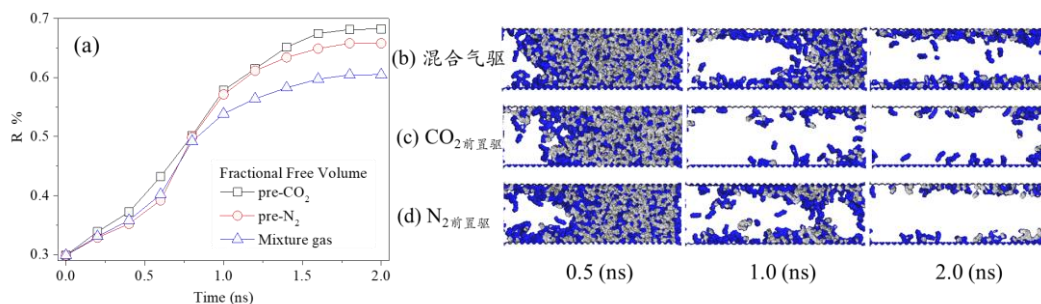 0.7
0.6
0.5
0.4
0.3
R %
(a)
Fractional Free Volume
pre-CO₂
pre-N₂
Mixture gas
0.0 0.5 1.0 1.5 2.0
Time (ns)
(b) 混合气驱
(c) CO₂前置驱
(d) N₂前置驱
0.5 (ns) 1.0 (ns) 2.0 (ns)